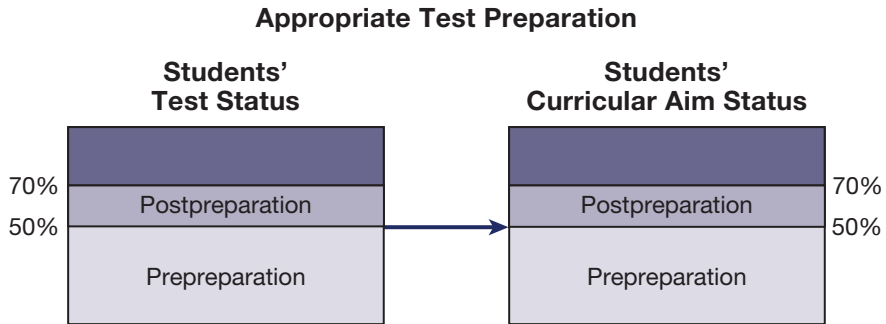 Appropriate Test Preparation
Students’
Test Status
Students’
Curricular Aim Status
70%
Postpreparation
Postpreparation
70%
50%
50%
Prepreparation
Prepreparation